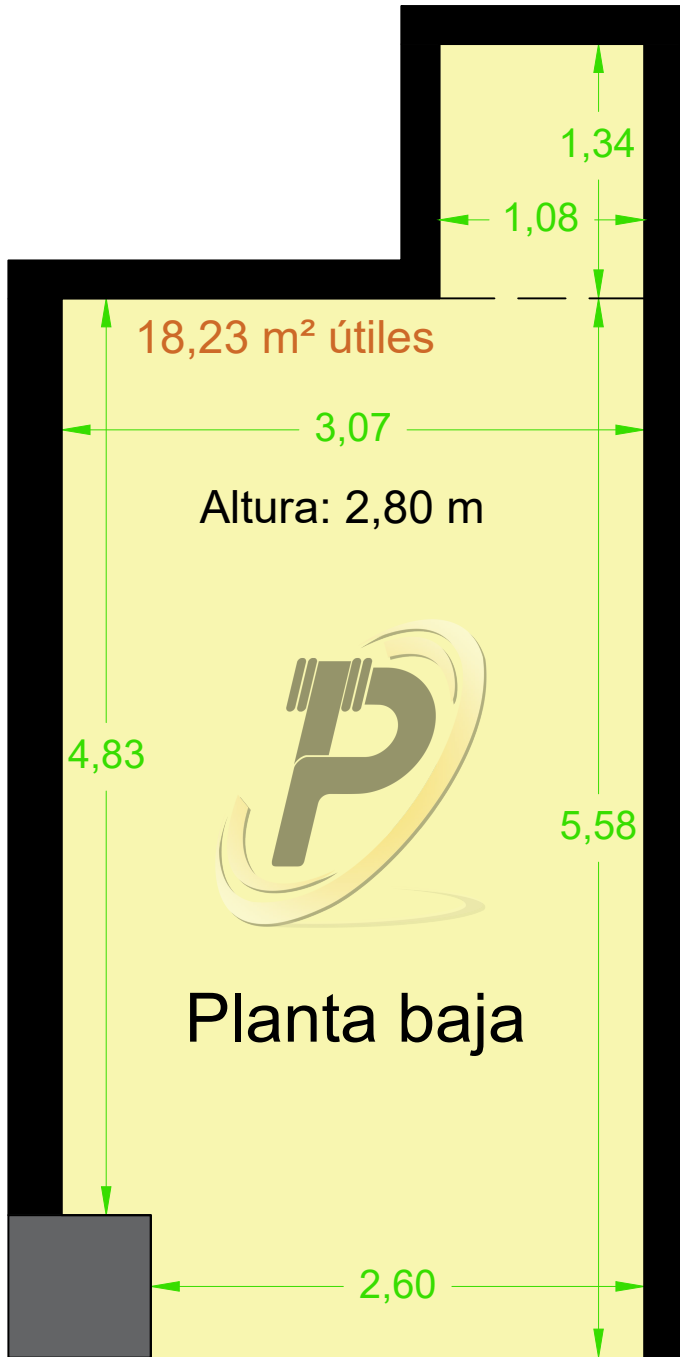 1,34
1,08
18,23 m² útiles
3,07
Altura: 2,80 m
4,83
5,58
Planta baja
2,60